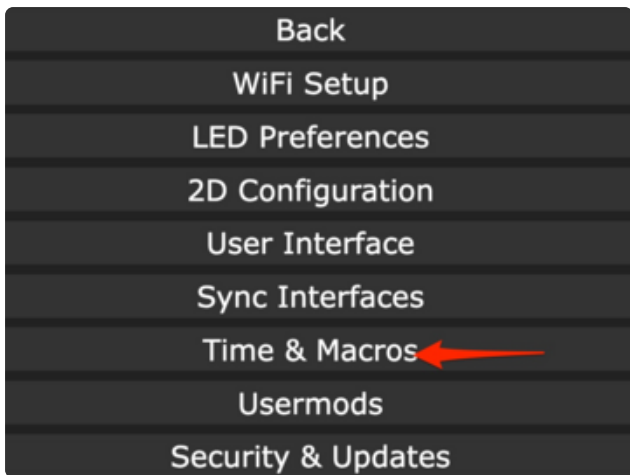 Back
WiFi Setup
LED Preferences
2D Configuration
User Interface
Sync Interfaces
Time & Macros
Usermods
Security & Updates